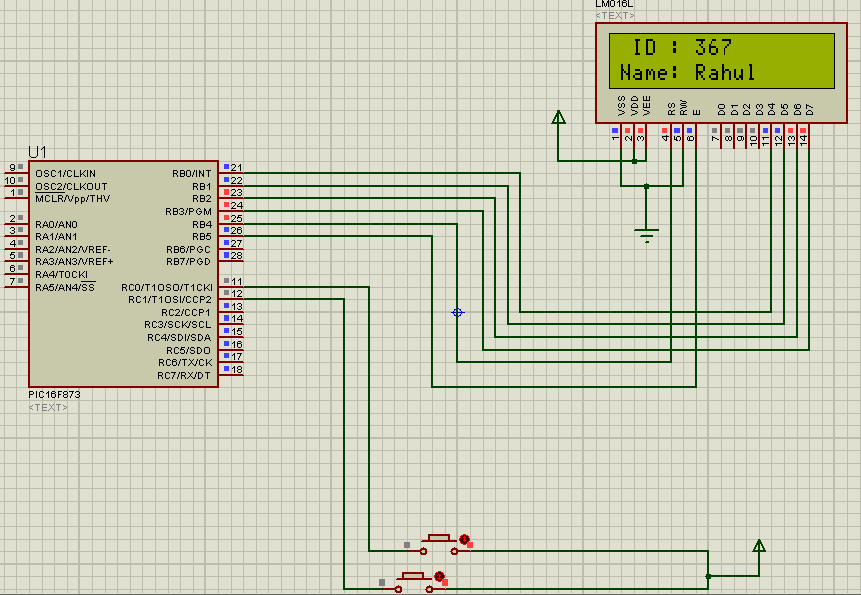 LM016L
<TEXT>
ID : 367
Name: Rahul
VSS
VDD
VEE
RS
RW
E
D0
D1
D2
D3
D4
D5
D6
D7
1
2
3
4
5
6
7
8
9
10
11
12
13
14
U1
9 OSC1/CLKIN RB0/INT 21
10 OSC2/CLKOUT RB1 22
1 MCLR/Vpp/THV RB2 23
RB3/PGM 24
2 RA0/AN0 RB4 25
3 RA1/AN1 RB5 26
4 RA2/AN2/VREF- RB6/PGC 27
5 RA3/AN3/VREF+ RB7/PGD 28
6 RA4/T0CKI
7 RA5/AN4/SS RC0/T1OSO/T1CKI 11
RC1/T1OSI/CCP2 12
RC2/CCP1 13
RC3/SCK/SCL 14
RC4/SDI/SDA 15
RC5/SDO 16
RC6/TX/CK 17
RC7/RX/DT 18
PIC16F873
<TEXT>